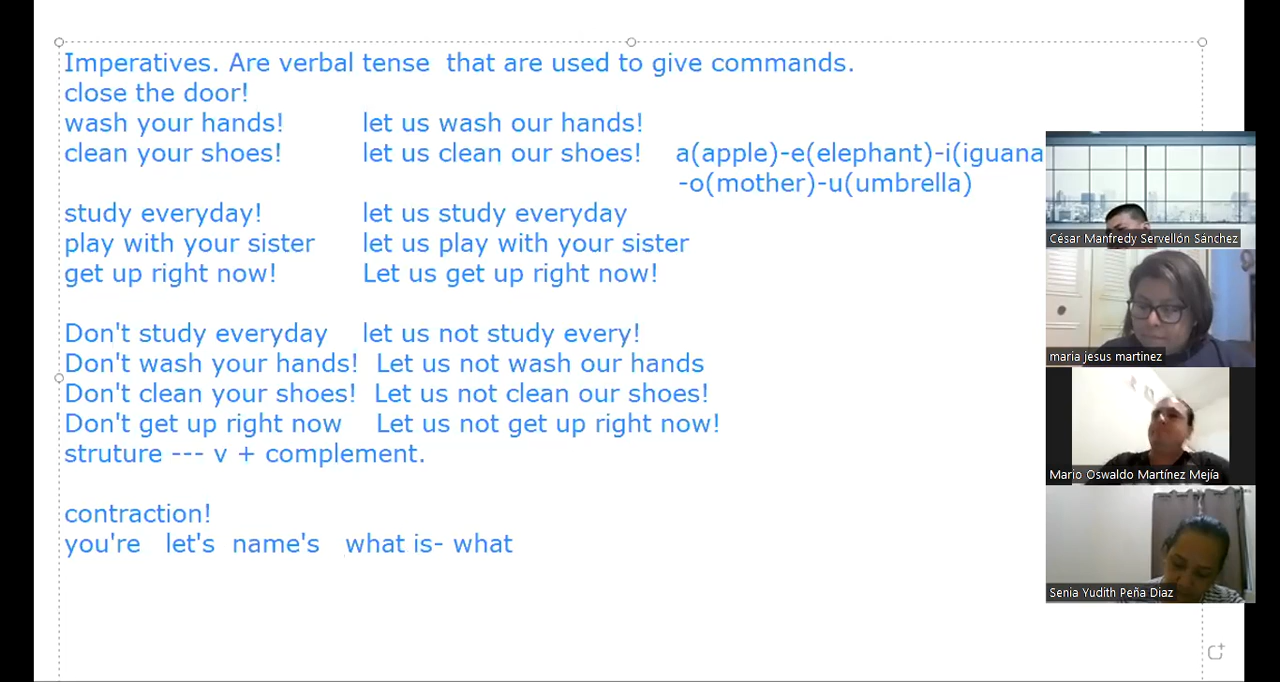 Imperatives. Are verbal tense that are used to give commands.
close the door!
wash your hands! let us wash our hands!
clean your shoes! let us clean our shoes! a(apple)-e(elephant)-i(iguana
-o(mother)-u(umbrella)
study everyday! let us study everyday
play with your sister let us play with your sister
get up right now! Let us get up right now!
Don't study everyday let us not study every!
Don't wash your hands! Let us not wash our hands
Don't clean your shoes! Let us not clean our shoes!
Don't get up right now Let us not get up right now!
struture --- v + complement.
contraction!
you're let's name's what is- what
César Manfredy Servellón Sánchez
maria jesus martinez
Mario Oswaldo Martínez Mejía
Senia Yudith Peña Diaz